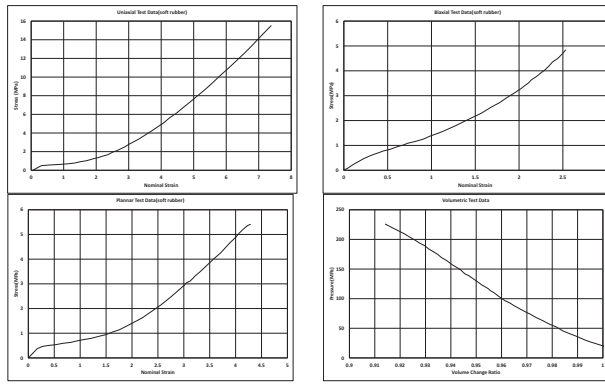 Uniaxial Test Data(soft rubber)
16
14
12
10
8
6
4
2
0
Stress (MPa)
0 1 2 3 4 5 6 7 8
Nominal Strain
Biaxial Test Data(soft rubber)
6
5
4
3
2
1
0
Stress(MPa)
0 0.5 1 1.5 2 2.5
Nominal Strain
Plannar Test Data(soft rubber)
6
5
4
3
2
1
0
Stress(MPa)
0 0.5 1 1.5 2 2.5 3 3.5 4 4.5 5
Nominal Strain
Volumetric Test Data
250
200
150
100
50
0
Pressure(MPa)
0.9 0.91 0.92 0.93 0.94 0.95 0.96 0.97 0.98 0.99 1
Volume Change Ratio